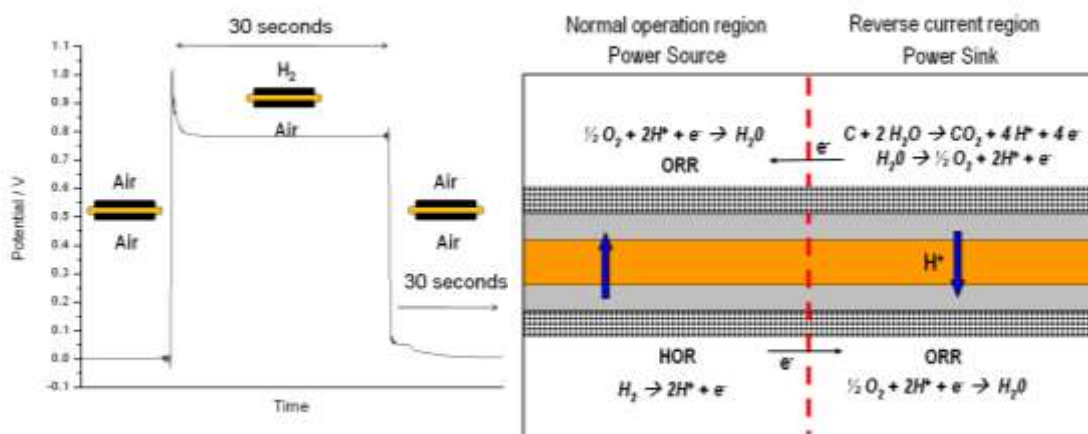 30 seconds
H₂
Air
Air
Air
Air
Air
30 seconds
1.1
1.0
0.9
0.8
0.7
0.6
0.5
0.4
0.3
0.2
0.1
0.0
-0.1
Potential / V
Time
Normal operation region
Power Source
Reverse current region
Power Sink
½ O₂ + 2H⁺ + e⁻ → H₂0
ORR
e⁻
C + 2 H₂O → CO₂ + 4 H⁺ + 4 e⁻
H₂0 → ½ O₂ + 2H⁺ + e⁻
H⁺
HOR
H₂ → 2H⁺ + e⁻
e⁻
ORR
½ O₂ + 2H⁺ + e⁻ → H₂0